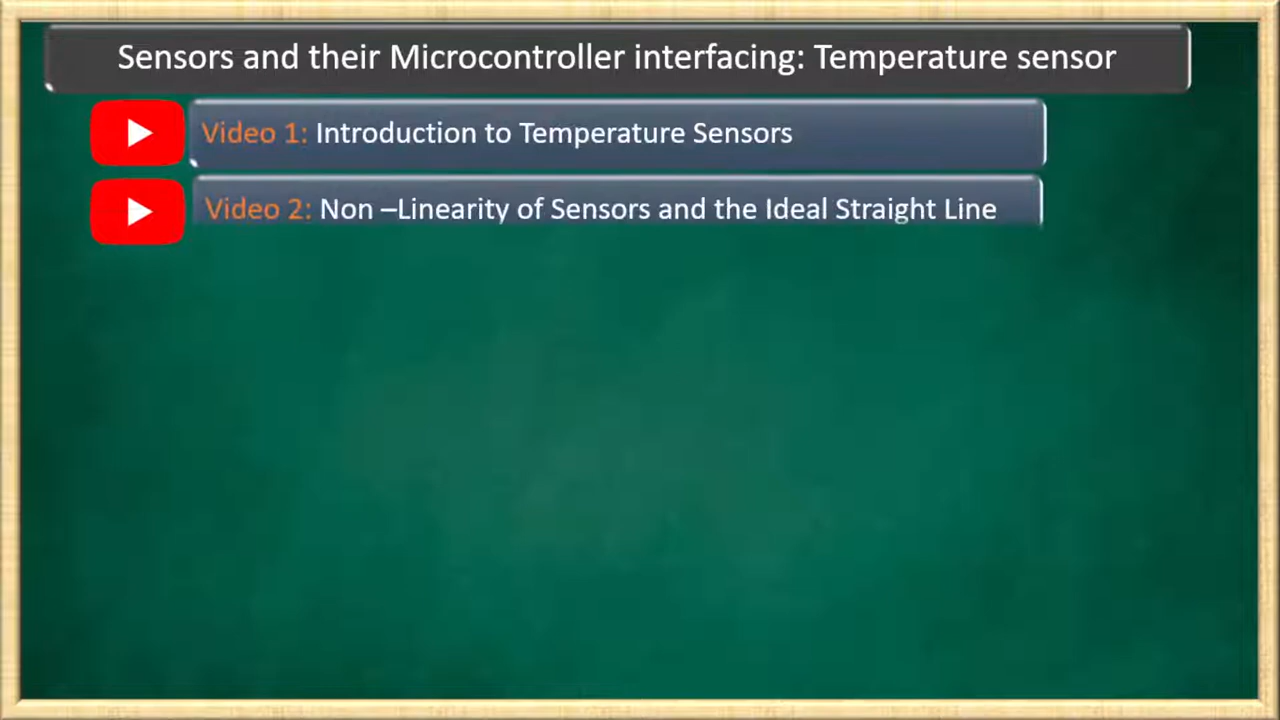 Sensors and their Microcontroller interfacing: Temperature sensor
Video 1: Introduction to Temperature Sensors
Video 2: Non –Linearity of Sensors and the Ideal Straight Line